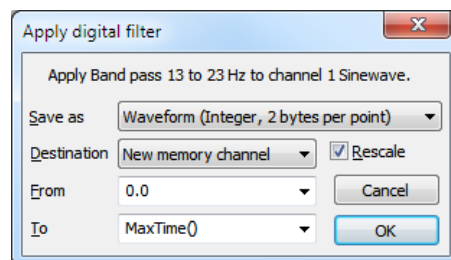 Apply digital filter
Apply Band pass 13 to 23 Hz to channel 1 Sinewave.
Save as Waveform (Integer, 2 bytes per point)
Destination New memory channel Rescale
From 0.0 Cancel
To MaxTime() OK